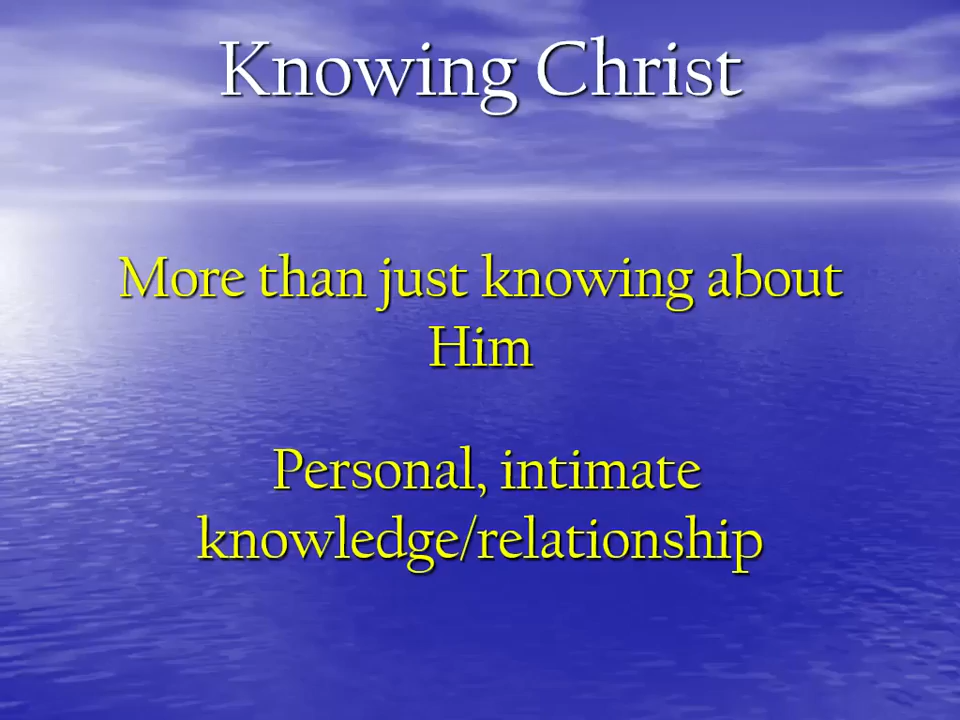 Knowing Christ
More than just knowing about
Him
Personal, intimate
knowledge/relationship